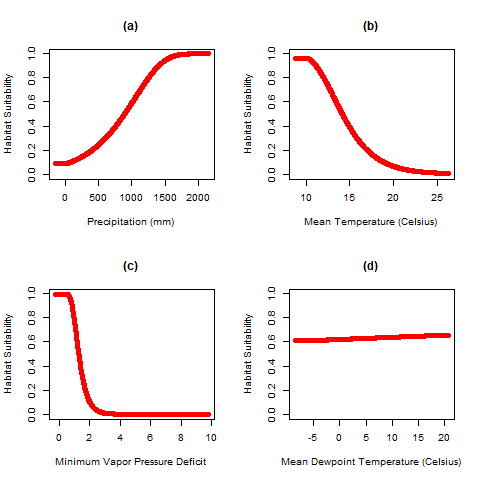 (a)
Habitat Suitability
0.0 0.2 0.4 0.6 0.8 1.0
0 500 1000 1500 2000
Precipitation (mm)
(b)
Habitat Suitability
0.0 0.2 0.4 0.6 0.8 1.0
10 15 20 25
Mean Temperature (Celsius)
(c)
Habitat Suitability
0.0 0.2 0.4 0.6 0.8 1.0
0 2 4 6 8 10
Minimum Vapor Pressure Deficit
(d)
Habitat Suitability
0.0 0.2 0.4 0.6 0.8 1.0
-5 0 5 10 15 20
Mean Dewpoint Temperature (Celsius)